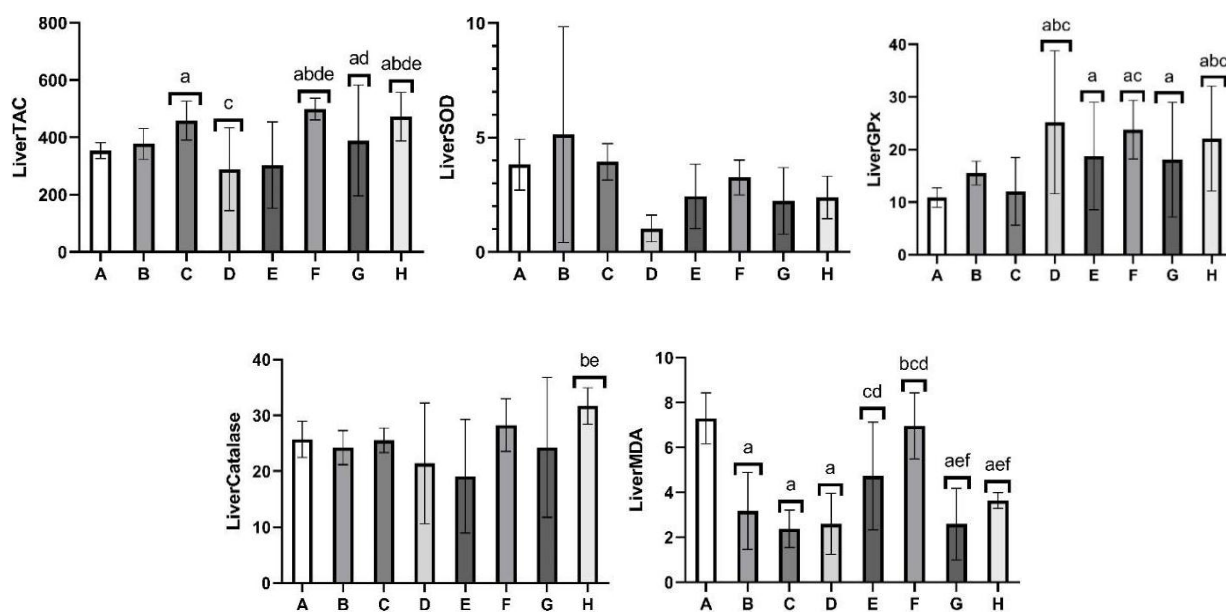 LiverTAC
800
600
400
200
0
a
c
abde
ad
abde
A B C D E F G H
LiverSOD
10
5
0
A B C D E F G H
LiverGPx
40
30
20
10
0
abc
a
ac
a
abc
A B C D E F G H
LiverCatalase
40
30
20
10
0
be
A B C D E F G H
LiverMDA
10
8
6
4
2
0
a
a
a
cd
bcd
aef
aef
A B C D E F G H